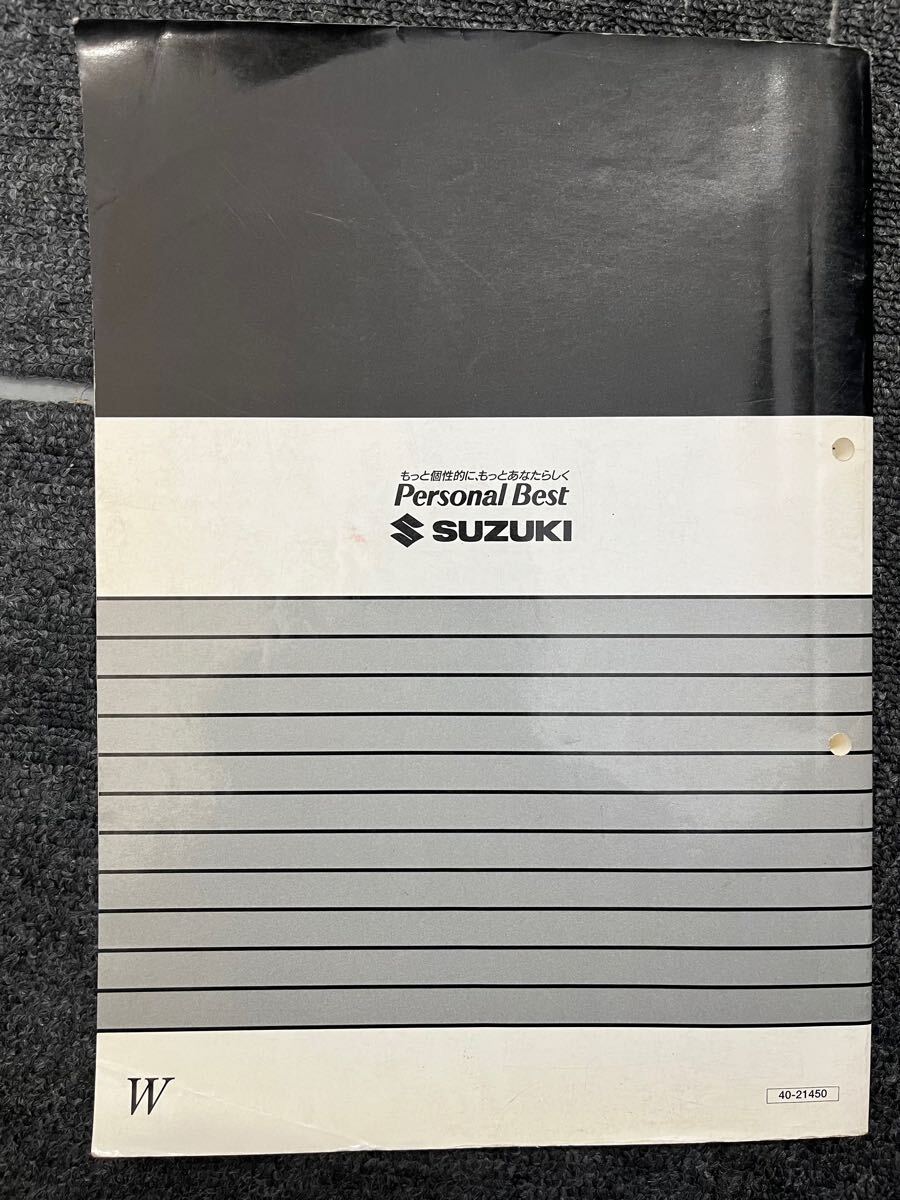 もっと個性的に、もっとあなたらしく
Personal Best
SUZUKI
W
40-21450